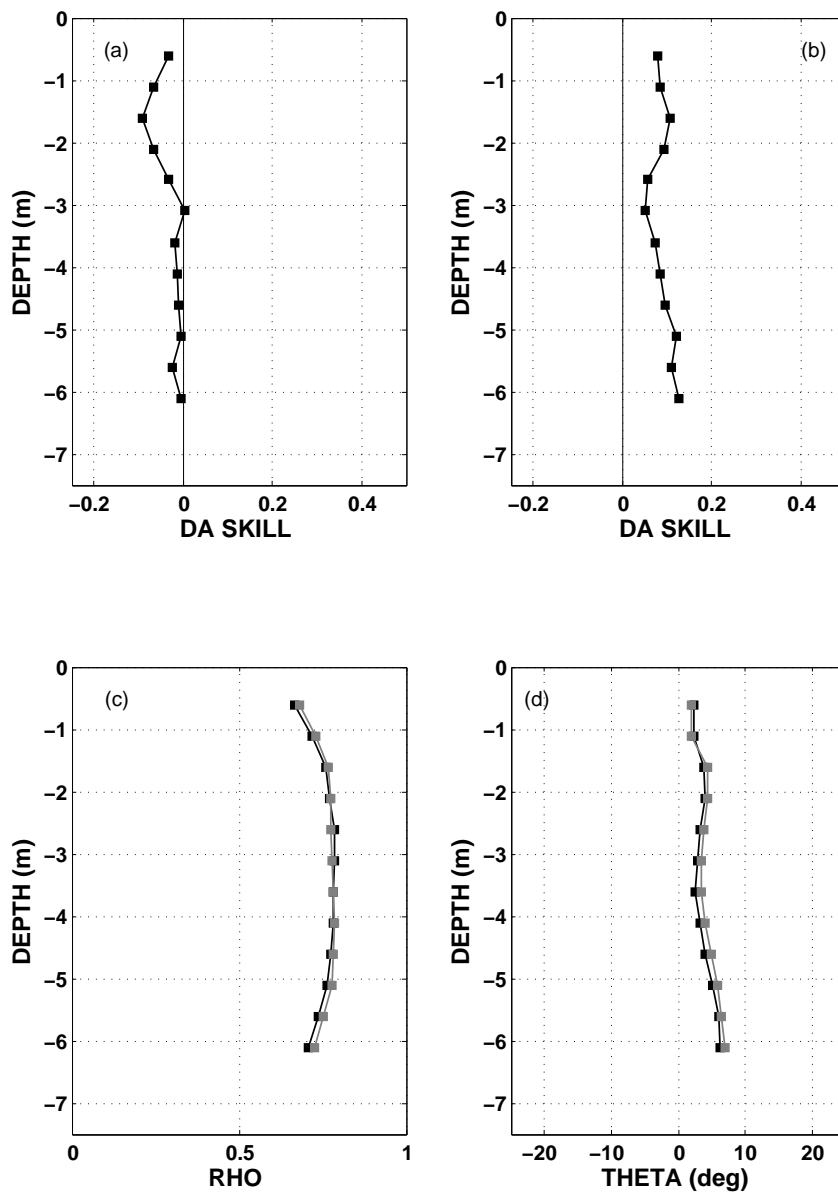 (a)
0
−1
−2
−3
−4
−5
−6
−7
DEPTH (m)
−0.2 0 0.2 0.4
DA SKILL
(b)
0
−1
−2
−3
−4
−5
−6
−7
DEPTH (m)
−0.2 0 0.2 0.4
DA SKILL
(c)
0
−1
−2
−3
−4
−5
−6
−7
DEPTH (m)
0 0.5 1
RHO
(d)
0
−1
−2
−3
−4
−5
−6
−7
DEPTH (m)
−20 −10 0 10 20
THETA (deg)